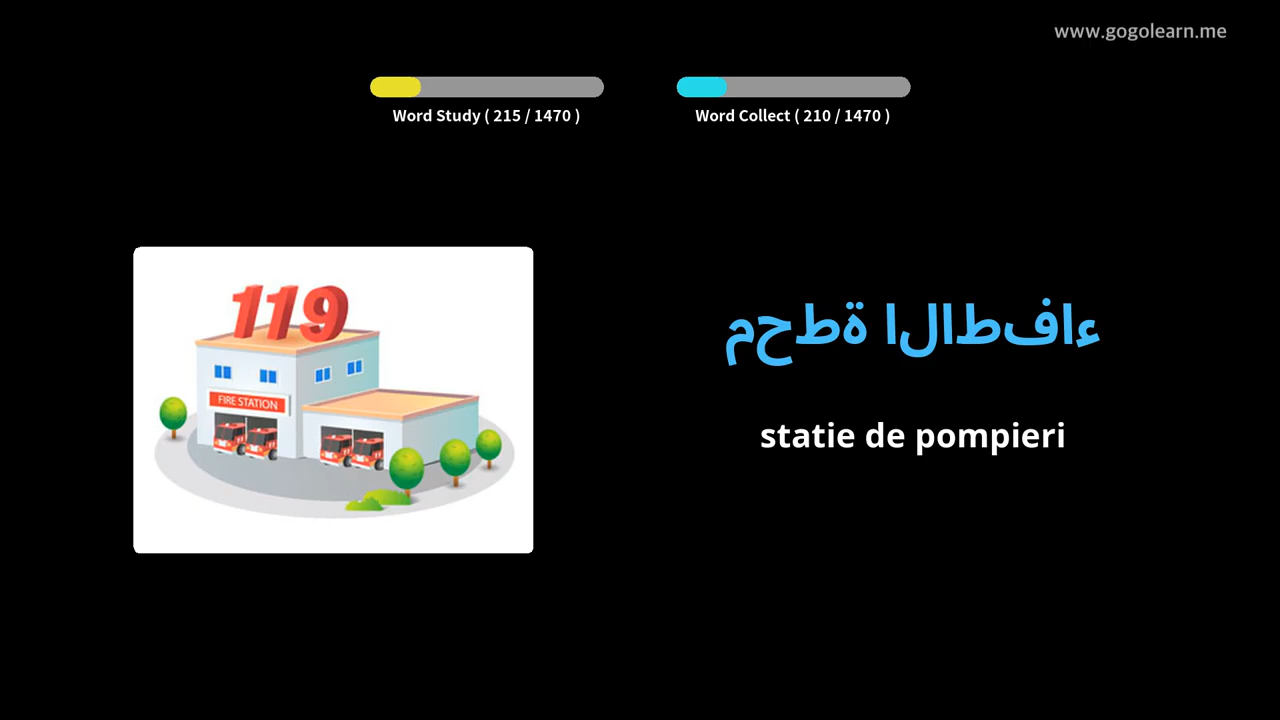 www.gogolearn.me
Word Study ( 215 / 1470 )
Word Collect ( 210 / 1470 )
119
FIRE STATION
محطة الاطفاء
statie de pompieri